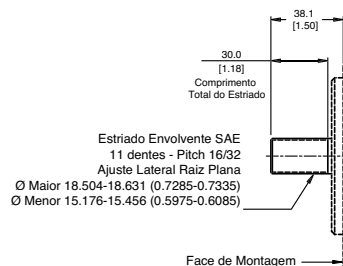 38.1
[1.50]
30.0
[1.18]
Comprimento
Total do Estriado
Estriado Envolvente SAE
11 dentes - Pitch 16/32
Ajuste Lateral Raiz Plana
Ø Maior 18.504-18.631 (0.7285-0.7335)
Ø Menor 15.176-15.456 (0.5975-0.6085)
Face de Montagem